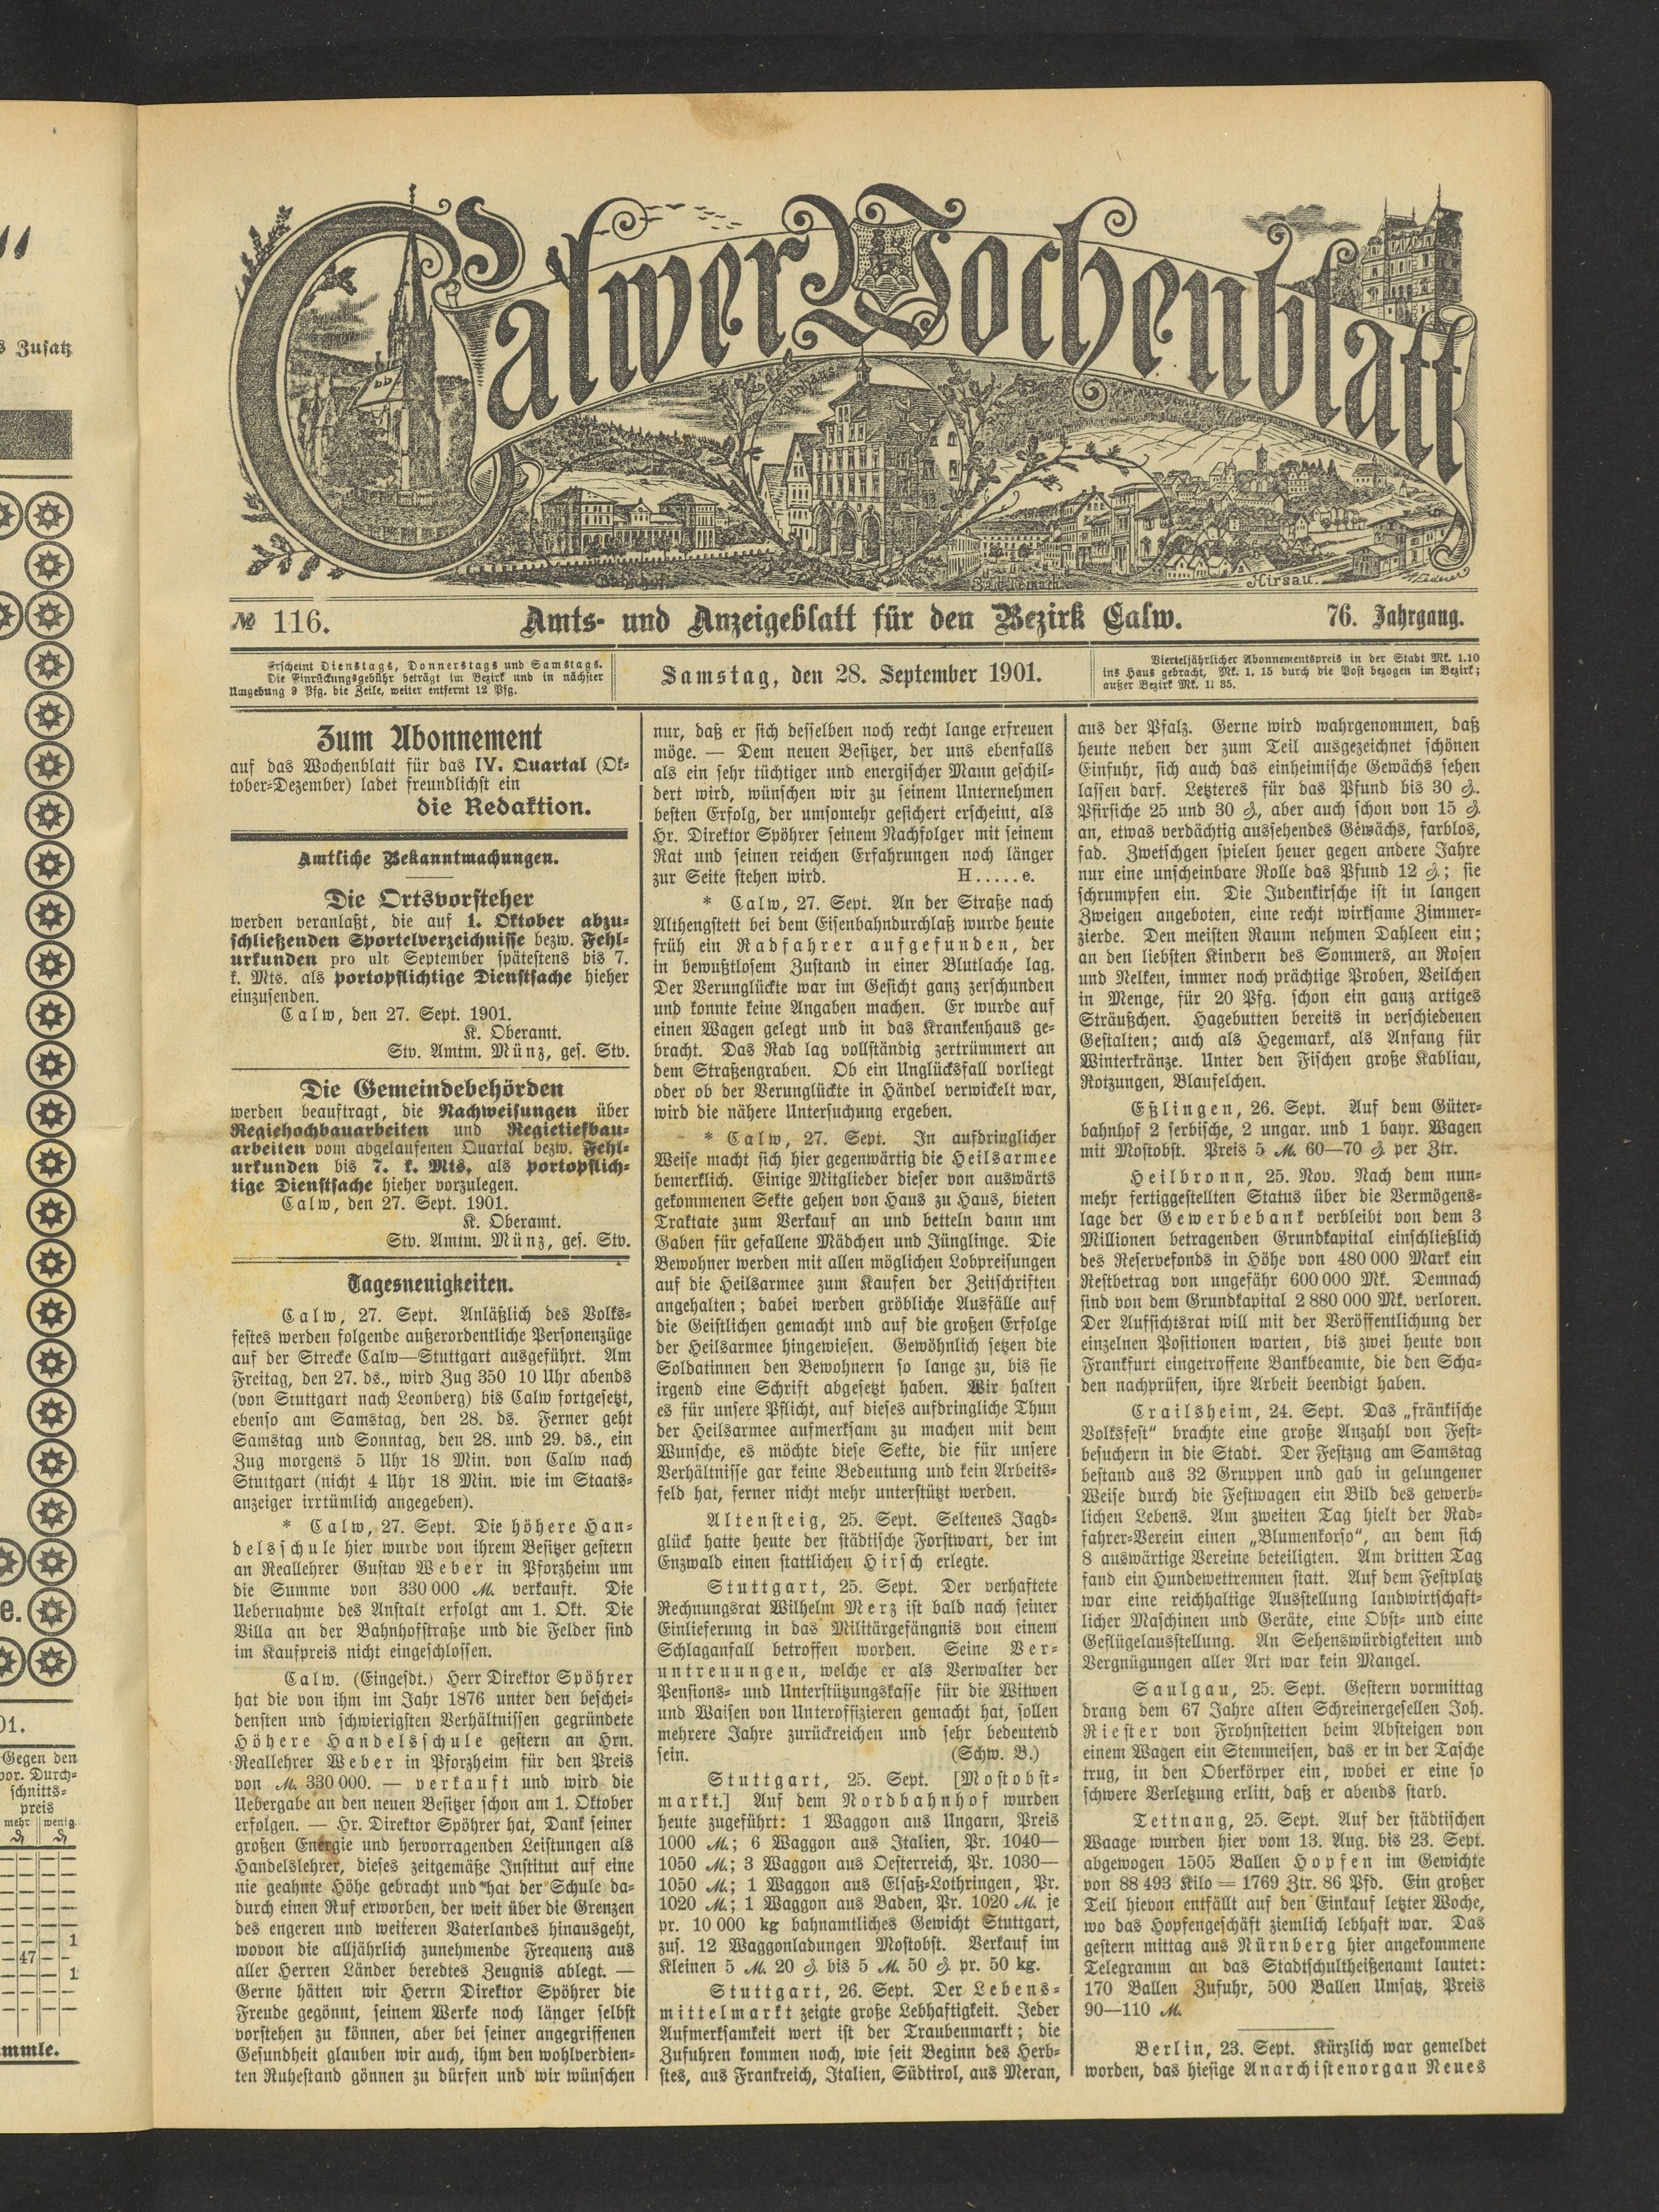 Calwer Wochenblatt
Rathhaus
Bahnhof.
Hirsau.
№ 116.
Amts- und Anzeigeblatt für den Bezirk Calw.
76. Jahrgang.
Erscheint Dienstags, Donnerstags und Samstags.
Die Einrückungsgebühr beträgt im Bezirk und in nächster
Umgebung 9 Pfg. die Zeile, weiter entfernt 12 Pfg.
Samstag, den 28. September 1901.
Vierteljährlicher Abonnementspreis in der Stadt Mk. 1.10
ins Haus gebracht, Mk. 1. 15 durch die Post bezogen im Bezirk;
außer Bezirk Mk. 1. 35.
Zum Abonnement
auf das Wochenblatt für das IV. Quartal (Ok-
tober-Dezember) ladet freundlichst ein
die Redaktion.
Amtliche Bekanntmachungen.
Die Ortsvorsteher
werden veranlaßt, die auf 1. Oktober abzu-
schließenden Sportelverzeichnisse bezw. Fehl-
urkunden pro ult September spätestens bis 7.
k. Mts. als portopflichtige Dienstsache hieher
einzusenden.
Calw, den 27. Sept. 1901.
K. Oberamt.
Stv. Amtm. Münz, ges. Stv.
Die Gemeindebehörden
werden beauftragt, die Nachweisungen über
Regiehochbauarbeiten und Regietiefbau-
arbeiten vom abgelaufenen Quartal bezw. Fehl-
urkunden bis 7. k. Mts. als portopflich-
tige Dienstsache hieher vorzulegen.
Calw, den 27. Sept. 1901.
K. Oberamt.
Stv. Amtm. Münz, ges. Stv.
Tagesneuigkeiten.
Calw, 27. Sept. Anläßlich des Volks-
festes werden folgende außerordentliche Personenzüge
auf der Strecke Calw—Stuttgart ausgeführt. Am
Freitag, den 27. ds., wird Zug 350 10 Uhr abends
(von Stuttgart nach Leonberg) bis Calw fortgesetzt,
ebenso am Samstag, den 28. ds. Ferner geht
Samstag und Sonntag, den 28. und 29. ds., ein
Zug morgens 5 Uhr 18 Min. von Calw nach
Stuttgart (nicht 4 Uhr 18 Min. wie im Staats-
anzeiger irrtümlich angegeben).
* Calw, 27. Sept. Die höhere Han-
delsschule hier wurde von ihrem Besitzer gestern
an Reallehrer Gustav Weber in Pforzheim um
die Summe von 330 000 ℳ verkauft. Die
Uebernahme des Anstalt erfolgt am 1. Okt. Die
Villa an der Bahnhofstraße und die Felder sind
im Kaufpreis nicht eingeschlossen.
Calw. (Eingesdt.) Herr Direktor Spöhrer
hat die von ihm im Jahr 1876 unter den beschei-
densten und schwierigsten Verhältnissen gegründete
Höhere Handelsschule gestern an Hrn.
Reallehrer Weber in Pforzheim für den Preis
von ℳ 330 000. — verkauft und wird die
Uebergabe an den neuen Besitzer schon am 1. Oktober
erfolgen. — Hr. Direktor Spöhrer hat, Dank seiner
großen Energie und hervorragenden Leistungen als
Handelslehrer, dieses zeitgemäße Institut auf eine
nie geahnte Höhe gebracht und hat der Schule da-
durch einen Ruf erworben, der weit über die Grenzen
des engeren und weiteren Vaterlandes hinausgeht,
wovon die alljährlich zunehmende Frequenz aus
aller Herren Länder beredtes Zeugnis ablegt. —
Gerne hätten wir Herrn Direktor Spöhrer die
Freude gegönnt, seinem Werke noch länger selbst
vorstehen zu können, aber bei seiner angegriffenen
Gesundheit glauben wir auch, ihm den wohlverdien-
ten Ruhestand gönnen zu dürfen und wir wünschen
nur, daß er sich desselben noch recht lange erfreuen
möge. — Dem neuen Besitzer, der uns ebenfalls
als ein sehr tüchtiger und energischer Mann geschil-
dert wird, wünschen wir zu seinem Unternehmen
besten Erfolg, der umsomehr gesichert erscheint, als
Hr. Direktor Spöhrer seinem Nachfolger mit seinem
Rat und seinen reichen Erfahrungen noch länger
zur Seite stehen wird. H.....e.
* Calw, 27. Sept. An der Straße nach
Althengstett bei dem Eisenbahndurchlaß wurde heute
früh ein Radfahrer aufgefunden, der
in bewußtlosem Zustand in einer Blutlache lag.
Der Verunglückte war im Gesicht ganz zerschunden
und konnte keine Angaben machen. Er wurde auf
einen Wagen gelegt und in das Krankenhaus ge-
bracht. Das Rad lag vollständig zertrümmert an
dem Straßengraben. Ob ein Unglücksfall vorliegt
oder ob der Verunglückte in Händel verwickelt war,
wird die nähere Untersuchung ergeben.
* Calw, 27. Sept. In aufdringlicher
Weise macht sich hier gegenwärtig die Heilsarmee
bemerklich. Einige Mitglieder dieser von auswärts
gekommenen Sekte gehen von Haus zu Haus, bieten
Traktate zum Verkauf an und betteln dann um
Gaben für gefallene Mädchen und Jünglinge. Die
Bewohner werden mit allen möglichen Lobpreisungen
auf die Heilsarmee zum Kaufen der Zeitschriften
angehalten; dabei werden gröbliche Ausfälle auf
die Geistlichen gemacht und auf die großen Erfolge
der Heilsarmee hingewiesen. Gewöhnlich setzen die
Soldatinnen den Bewohnern so lange zu, bis sie
irgend eine Schrift abgesetzt haben. Wir halten
es für unsere Pflicht, auf dieses aufdringliche Thun
der Heilsarmee aufmerksam zu machen mit dem
Wunsche, es möchte diese Sekte, die für unsere
Verhältnisse gar keine Bedeutung und kein Arbeits-
feld hat, ferner nicht mehr unterstützt werden.
Altensteig, 25. Sept. Seltenes Jagd-
glück hatte heute der städtische Forstwart, der im
Enzwald einen stattlichen Hirsch erlegte.
Stuttgart, 25. Sept. Der verhaftete
Rechnungsrat Wilhelm Merz ist bald nach seiner
Einlieferung in das Militärgefängnis von einem
Schlaganfall betroffen worden. Seine Ver-
untreuungen, welche er als Verwalter der
Pensions- und Unterstützungskasse für die Witwen
und Waisen von Unteroffizieren gemacht hat, sollen
mehrere Jahre zurückreichen und sehr bedeutend
sein. (Schw. B.)
Stuttgart, 25. Sept. [Mostobst-
markt.] Auf dem Nordbahnhof wurden
heute zugeführt: 1 Waggon aus Ungarn, Preis
1000 ℳ; 6 Waggon aus Italien, Pr. 1040—
1050 ℳ; 3 Waggon aus Oesterreich, Pr. 1030—
1050 ℳ; 1 Waggon aus Elsaß-Lothringen, Pr.
1020 ℳ; 1 Waggon aus Baden, Pr. 1020 ℳ je
pr. 10 000 kg bahnamtliches Gewicht Stuttgart,
zus. 12 Waggonladungen Mostobst. Verkauf im
Kleinen 5 ℳ 20 ₰ bis 5 ℳ 50 ₰ pr. 50 kg.
Stuttgart, 26. Sept. Der Lebens-
mittelmarkt zeigte große Lebhaftigkeit. Jeder
Aufmerksamkeit wert ist der Traubenmarkt; die
Zufuhren kommen noch, wie seit Beginn des Herb-
stes, aus Frankreich, Italien, Südtirol, aus Meran,
aus der Pfalz. Gerne wird wahrgenommen, daß
heute neben der zum Teil ausgezeichnet schönen
Einfuhr, sich auch das einheimische Gewächs sehen
lassen darf. Letzteres für das Pfund bis 30 ₰.
Pfirsiche 25 und 30 ₰, aber auch schon von 15 ₰
an, etwas verdächtig aussehendes Gewächs, farblos,
fad. Zwetschgen spielen heuer gegen andere Jahre
nur eine unscheinbare Rolle das Pfund 12 ₰; sie
schrumpfen ein. Die Judenkirsche ist in langen
Zweigen angeboten, eine recht wirksame Zimmer-
zierde. Den meisten Raum nehmen Dahleen ein;
an den liebsten Kindern des Sommers, an Rosen
und Nelken, immer noch prächtige Proben, Veilchen
in Menge, für 20 Pfg. schon ein ganz artiges
Sträußchen. Hagebutten bereits in verschiedenen
Gestalten; auch als Hegemark, als Anfang für
Winterkränze. Unter den Fischen große Kabliau,
Rotzungen, Blaufelchen.
Eßlingen, 26. Sept. Auf dem Güter-
bahnhof 2 serbische, 2 ungar. und 1 bayr. Wagen
mit Mostobst. Preis 5 ℳ 60—70 ₰ per Ztr.
Heilbronn, 25. Nov. Nach dem nun-
mehr fertiggestellten Status über die Vermögens-
lage der Gewerbebank verbleibt von dem 3
Millionen betragenden Grundkapital einschließlich
des Reservefonds in Höhe von 480 000 Mark ein
Restbetrag von ungefähr 600 000 Mk. Demnach
sind von dem Grundkapital 2 880 000 Mk. verloren.
Der Aufsichtsrat will mit der Veröffentlichung der
einzelnen Positionen warten, bis zwei heute von
Frankfurt eingetroffene Bankbeamte, die den Scha-
den nachprüfen, ihre Arbeit beendigt haben.
Crailsheim, 24. Sept. Das „fränkische
Volksfest“ brachte eine große Anzahl von Fest-
besuchern in die Stadt. Der Festzug am Samstag
bestand aus 32 Gruppen und gab in gelungener
Weise durch die Festwagen ein Bild des gewerb-
lichen Lebens. Am zweiten Tag hielt der Rad-
fahrer-Verein einen „Blumenkorso“, an dem sich
8 auswärtige Vereine beteiligten. Am dritten Tag
fand ein Hundewettrennen statt. Auf dem Festplatz
war eine reichhaltige Ausstellung landwirtschaft-
licher Maschinen und Geräte, eine Obst- und eine
Geflügelausstellung. An Sehenswürdigkeiten und
Vergnügungen aller Art war kein Mangel.
Saulgau, 25. Sept. Gestern vormittag
drang dem 67 Jahre alten Schreinergesellen Joh.
Riester von Frohnstetten beim Absteigen von
einem Wagen ein Stemmeisen, das er in der Tasche
trug, in den Oberkörper ein, wobei er eine so
schwere Verletzung erlitt, daß er abends starb.
Tettnang, 25. Sept. Auf der städtischen
Waage wurden hier vom 13. Aug. bis 23. Sept.
abgewogen 1505 Ballen Hopfen im Gewichte
von 88 493 Kilo = 1769 Ztr. 86 Pfd. Ein großer
Teil hievon entfällt auf den Einkauf letzter Woche,
wo das Hopfengeschäft ziemlich lebhaft war. Das
gestern mittag aus Nürnberg hier angekommene
Telegramm an das Stadtschultheißenamt lautet:
170 Ballen Zufuhr, 500 Ballen Umsatz, Preis
90—110 ℳ
Berlin, 23. Sept. Kürzlich war gemeldet
worden, das hiesige Anarchistenorgan Neues
Zusatz
e.
01.
Gegen den
vor. Durch-
schnitts-
preis
mehr wenig.
₰ ₰
1
47
1
mmle.